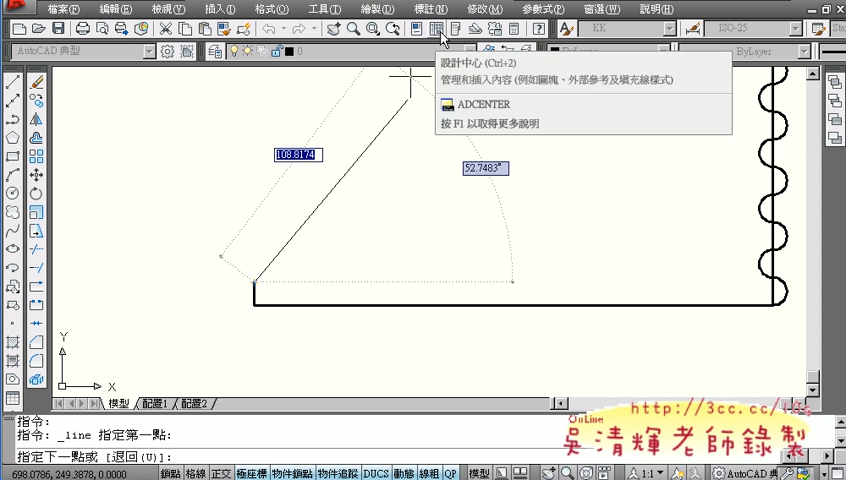 檔案(F) 編輯(E) 檢視(V) 插入(I) 格式(O) 工具(T) 繪製(D) 標註(N) 修改(M) 參數式(P) 視窗(W) 說明(H)
KK ISO-25
AutoCAD 典型 0 ByLayer ByLayer
設計中心 (Ctrl+2)
管理和插入內容 (例如圖塊、外部參考及填充線樣式)
ADCENTER
按 F1 以取得更多說明
108.8174
52.7483°
Y
X
模型 配置1 配置2
指令:
指令: _line 指定第一點:
指定下一點或 [退回(U)]:
OnLine
吳清輝老師錄製
698.0786, 249.3878, 0.0000 鎖點 格線 正交 極座標 物件鎖點 物件追蹤 DUCS 動態 線粗 QP 模型 1:1 AutoCAD